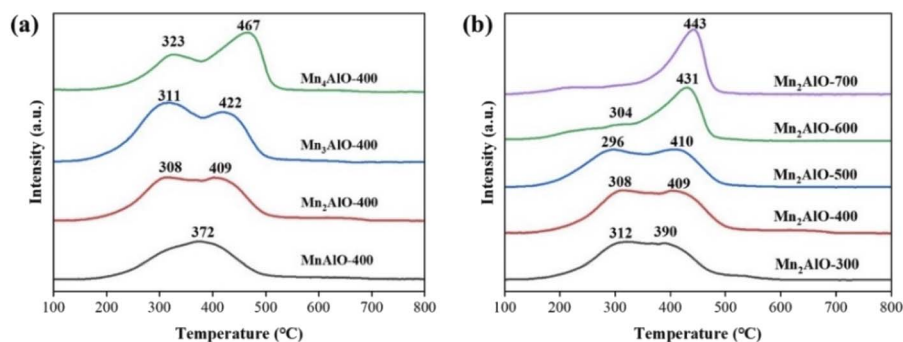 (a)
323
467
Mn₄AlO-400
311
422
Mn₃AlO-400
308
409
Mn₂AlO-400
372
MnAlO-400
Intensity (a.u.)
100 200 300 400 500 600 700 800
Temperature (°C)
(b)
443
Mn₂AlO-700
431
304
Mn₂AlO-600
296
410
Mn₂AlO-500
308
409
Mn₂AlO-400
312
390
Mn₂AlO-300
Intensity (a.u.)
100 200 300 400 500 600 700 800
Temperature (°C)